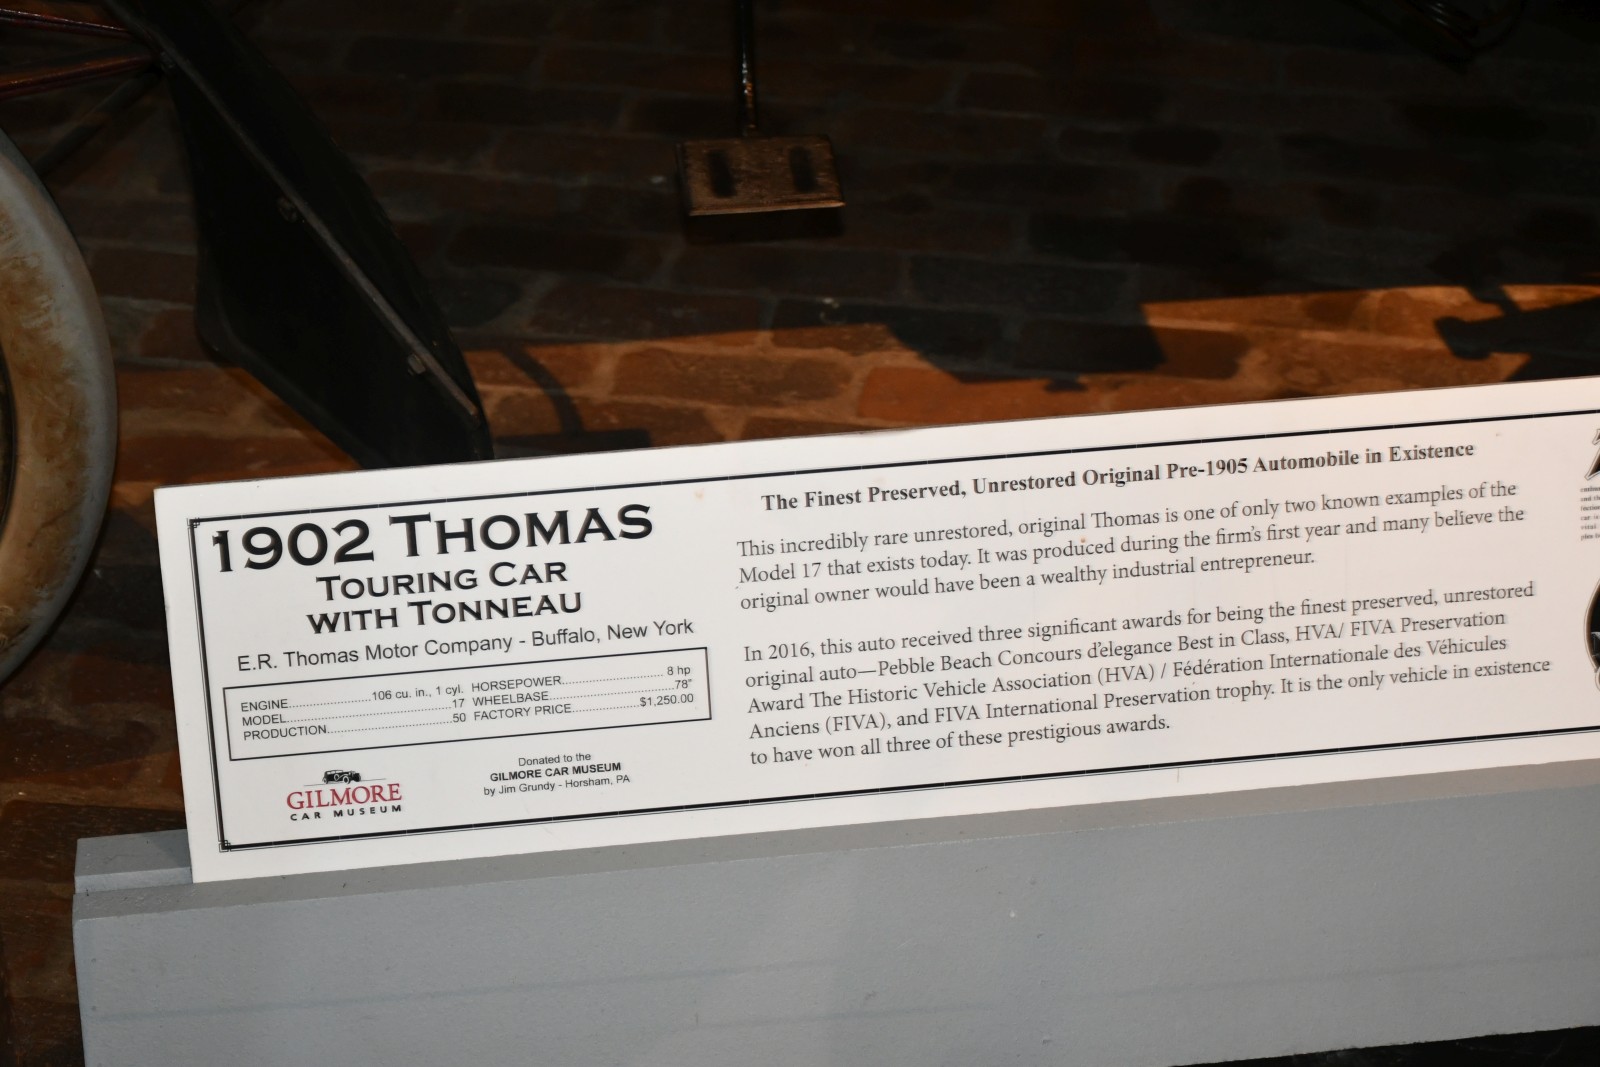 1902 THOMAS
TOURING CAR
WITH TONNEAU
E.R. Thomas Motor Company - Buffalo, New York
ENGINE........................106 cu. in., 1 cyl.  HORSEPOWER.............................. 8 hp
MODEL..................................................17  WHEELBASE.....................................78"
PRODUCTION......................................50  FACTORY PRICE....................$1,250.00
GILMORE
CAR MUSEUM
Donated to the
GILMORE CAR MUSEUM
by Jim Grundy - Horsham, PA
The Finest Preserved, Unrestored Original Pre-1905 Automobile in Existence
This incredibly rare unrestored, original Thomas is one of only two known examples of the
Model 17 that exists today. It was produced during the firm's first year and many believe the
original owner would have been a wealthy industrial entrepreneur.
In 2016, this auto received three significant awards for being the finest preserved, unrestored
original auto—Pebble Beach Concours d'elegance Best in Class, HVA/ FIVA Preservation
Award The Historic Vehicle Association (HVA) / Fédération Internationale des Véhicules
Anciens (FIVA), and FIVA International Preservation trophy. It is the only vehicle in existence
to have won all three of these prestigious awards.